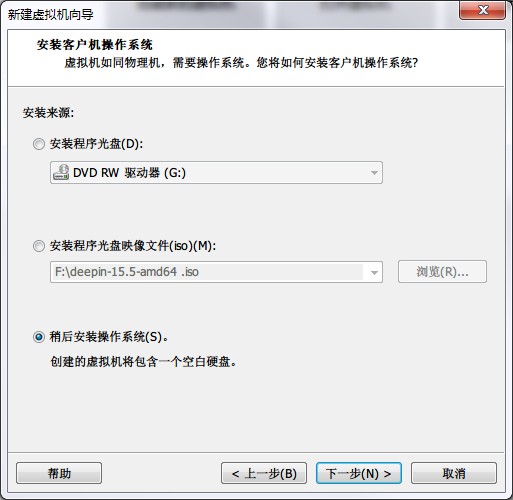 新建虚拟机向导
安装客户机操作系统
虚拟机如同物理机，需要操作系统。您将如何安装客户机操作系统?
安装来源:
安装程序光盘(D):
DVD RW 驱动器 (G:)
安装程序光盘映像文件(iso)(M):
F:\deepin-15.5-amd64 .iso
浏览(R)...
稍后安装操作系统(S)。
创建的虚拟机将包含一个空白硬盘。
帮助
< 上一步(B)
下一步(N) >
取消